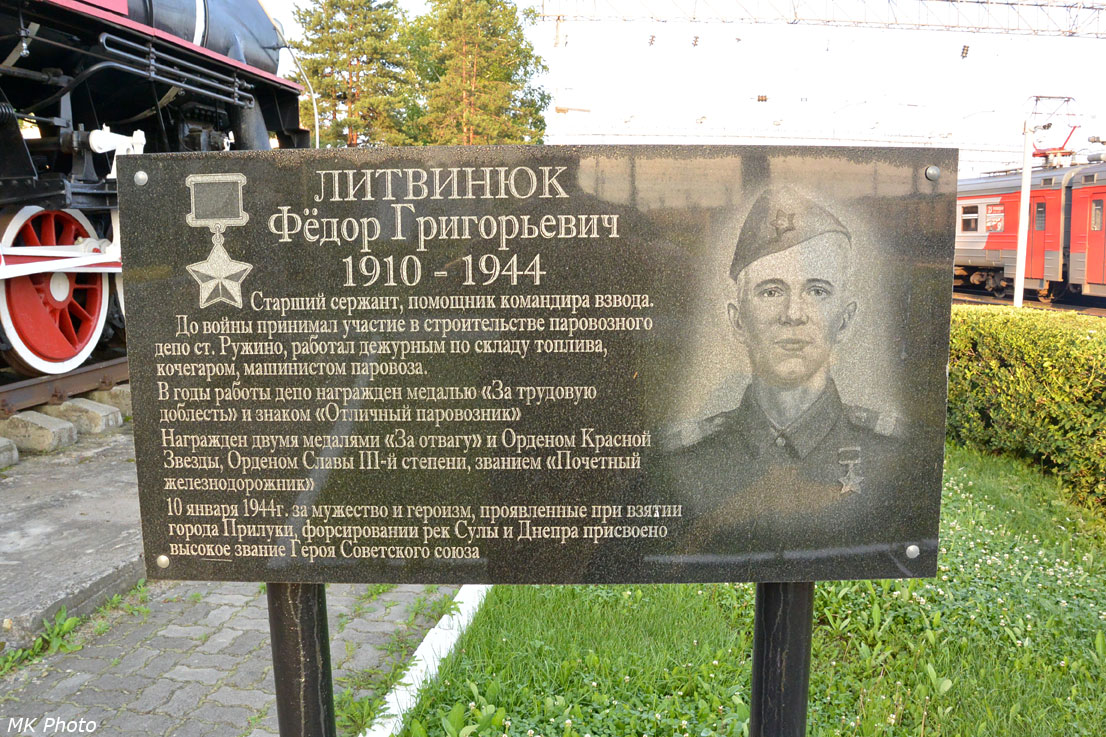 ЛИТВИНЮК
Фёдор Григорьевич
1910 - 1944
Старший сержант, помощник командира взвода.
До войны принимал участие в строительстве паровозного
депо ст. Ружино, работал дежурным по складу топлива,
кочегаром, машинистом паровоза.
В годы работы депо награжден медалью «За трудовую
доблесть» и знаком «Отличный паровозник»
Награжден двумя медалями «За отвагу» и Орденом Красной
Звезды, Орденом Славы III-й степени, званием «Почетный
железнодорожник»
10 января 1944г. за мужество и героизм, проявленные при взятии
города Прилуки, форсировании рек Сулы и Днепра присвоено
высокое звание Героя Советского союза
MK Photo